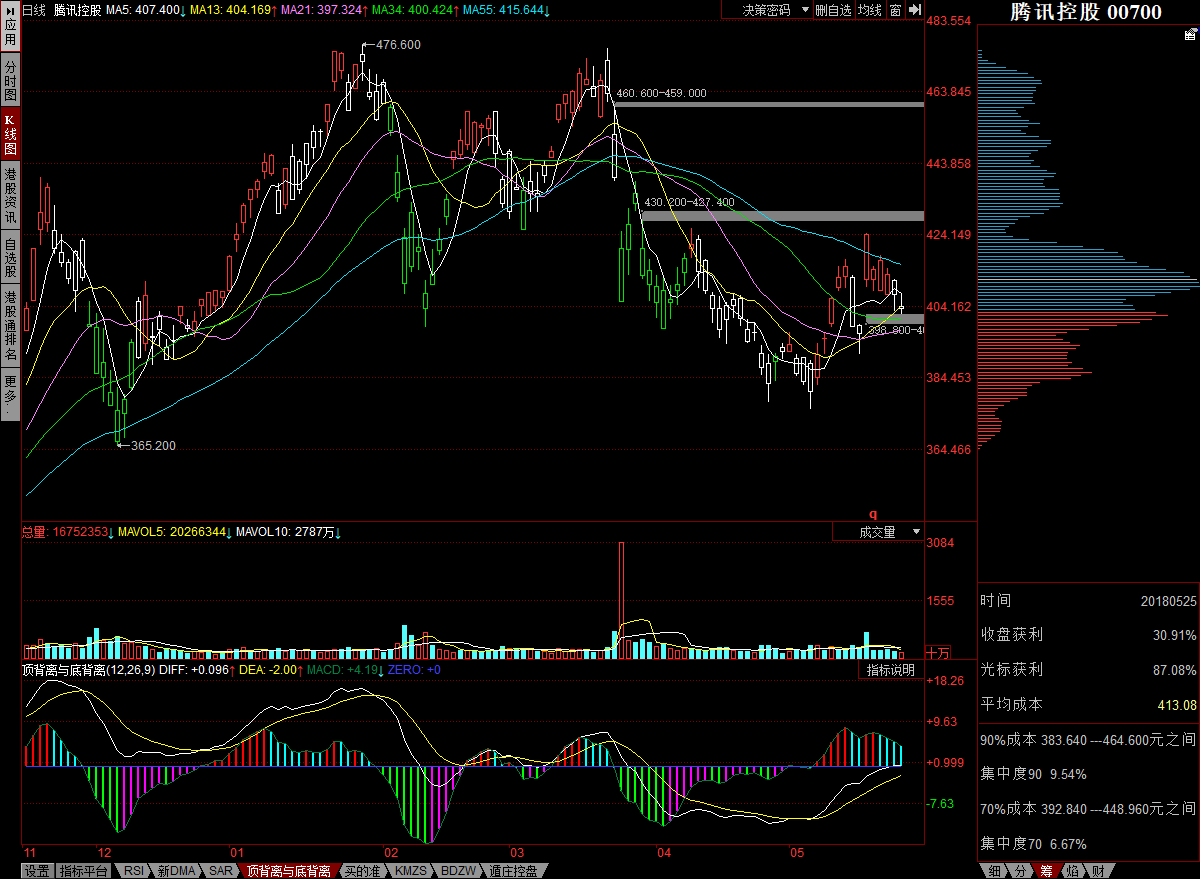 日线 腾讯控股 MA5: 407.400↓ MA13: 404.169↑ MA21: 397.324↑ MA34: 400.424↑ MA55: 415.644↓
决策密码 删自选 均线 窗
腾讯控股 00700
应用
分时图
K线图
港股资讯
自选股
港股通排名
更多
483.554
476.600
463.845
460.600-459.000
443.858
430.200-427.400
424.149
404.162
398.800-40
384.453
365.200
364.466
q
总量: 16752353↓ MAVOL5: 20266344↓ MAVOL10: 2787万↓
成交量
3084
1555
十万
顶背离与底背离(12,26,9) DIFF: +0.096↑ DEA: -2.00↑ MACD: +4.19↓ ZERO: +0
指标说明
+18.26
+9.63
+0.999
-7.63
11 12 01 02 03 04 05
时间 20180525
收盘获利 30.91%
光标获利 87.08%
平均成本 413.08
90%成本 383.640 ---464.600元之间
集中度90 9.54%
70%成本 392.840 ---448.960元之间
集中度70 6.67%
设置 指标平台 RSI 新DMA SAR 顶背离与底背离 买的准 KMZS BDZW 通庄控盘
细 分 筹 焰 财